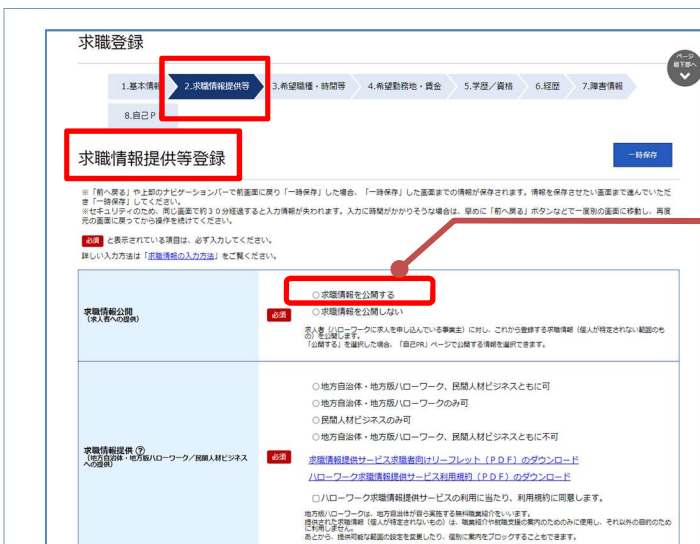 求職登録
ページ
最下部へ
1.基本情報
2.求職情報提供等
3.希望職種・時間等
4.希望勤務地・賃金
5.学歴/資格
6.経歴
7.障害情報
8.自己P
求職情報提供等登録
一時保存
※「前へ戻る」や上部のナビゲーションバーで前画面に戻り「一時保存」した場合、「一時保存」した画面までの情報が保存されます。情報を保存させたい画面まで進んでいただ
き「一時保存」してください。
※セキュリティのため、同じ画面で約30分経過すると入力情報が失われます。入力に時間がかかりそうな場合は、早めに「前へ戻る」ボタンなどで一度別の画面に移動し、再度
元の画面に戻ってから操作を続けてください。
必須 と表示されている項目は、必ず入力してください。
詳しい入力方法は「求職情報の入力方法」をご覧ください。
求職情報公開
(求人者への提供)
必須
○求職情報を公開する
○求職情報を公開しない
求人者(ハローワークに求人を申し込んでいる事業主)に対し、これから登録する求職情報(個人が特定されない範囲のも
の)を公開します。
「公開する」を選択した場合、「自己PR」ページで公開する情報を選択できます。
求職情報提供 ?
(地方自治体・地方版ハローワーク/民間人材ビジネス
への提供)
必須
○地方自治体・地方版ハローワーク、民間人材ビジネスともに可
○地方自治体・地方版ハローワークのみ可
○民間人材ビジネスのみ可
○地方自治体・地方版ハローワーク、民間人材ビジネスともに不可
求職情報提供サービス求職者向けリーフレット(PDF)のダウンロード
ハローワーク求職情報提供サービス利用規約(PDF)のダウンロード
□ハローワーク求職情報提供サービスの利用に当たり、利用規約に同意します。
地方版ハローワークは、地方自治体が自ら実施する無料職業紹介をいいます。
提供された求職情報(個人が特定されないもの)は、職業紹介や就職支援の案内のためのみに使用し、それ以外の目的のため
に利用しません。
あとから、提供可能な範囲の設定を変更したり、個別に案内をブロックすることもできます。